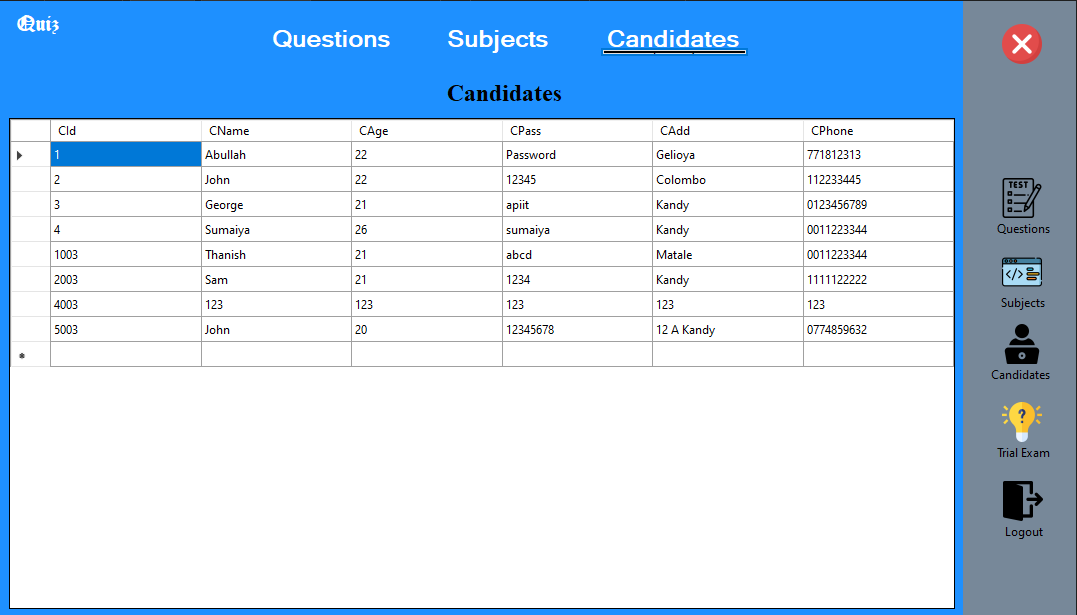 Quiz
Questions Subjects Candidates
Candidates
CId CName CAge CPass CAdd CPhone
1 Abullah 22 Password Gelioya 771812313
2 John 22 12345 Colombo 112233445
3 George 21 apiit Kandy 0123456789
4 Sumaiya 26 sumaiya Kandy 0011223344
1003 Thanish 21 abcd Matale 0011223344
2003 Sam 21 1234 Kandy 1111122222
4003 123 123 123 123 123
5003 John 20 12345678 12 A Kandy 0774859632
TEST
Questions
Subjects
Candidates
Trial Exam
Logout